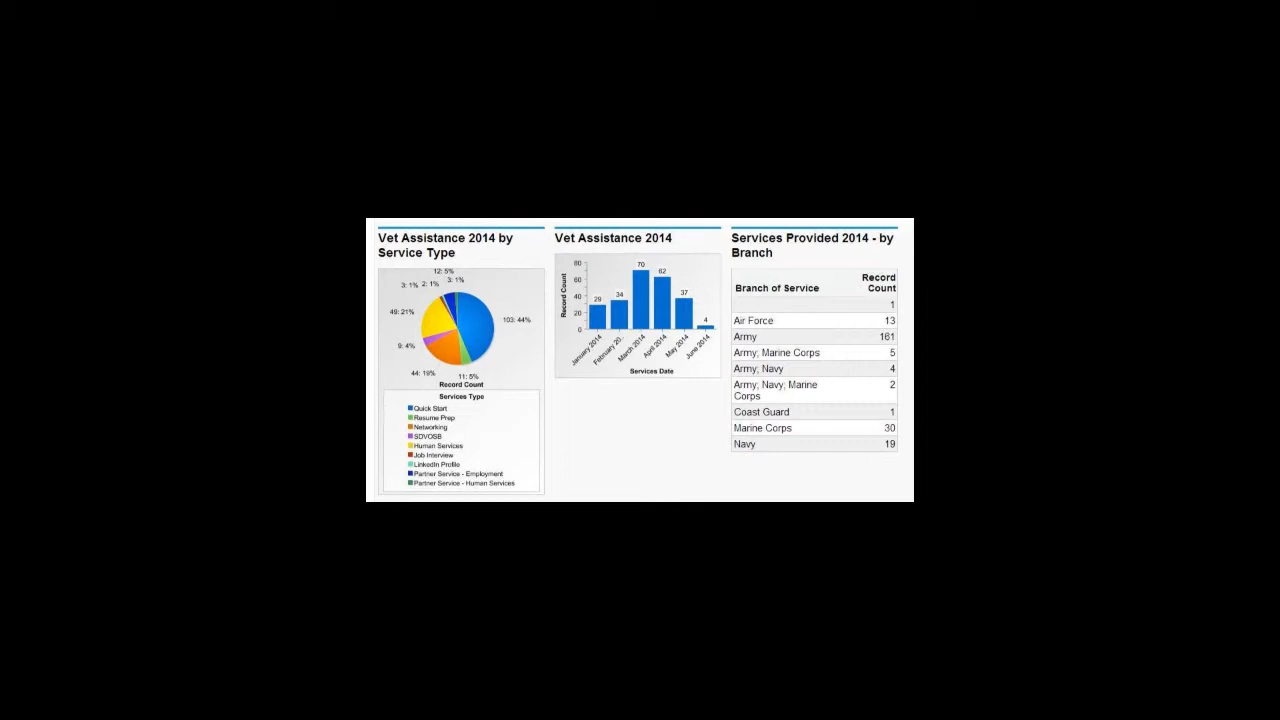 Vet Assistance 2014 by
Service Type
12: 5%
3: 1%
3: 1%
2: 1%
49: 21%
103: 44%
9: 4%
44: 19%
11: 5%
Record Count
Services Type
Quick Start
Resume Prep
Networking
SDVOSB
Human Services
Job Interview
LinkedIn Profile
Partner Service - Employment
Partner Service - Human Services
Vet Assistance 2014
Record Count
80
60
40
20
0
29
34
70
62
37
4
January 2014
February 20..
March 2014
April 2014
May 2014
June 2014
Services Date
Services Provided 2014 - by
Branch
Branch of Service Record Count
1
Air Force 13
Army 161
Army; Marine Corps 5
Army; Navy 4
Army; Navy; Marine 2
Corps
Coast Guard 1
Marine Corps 30
Navy 19